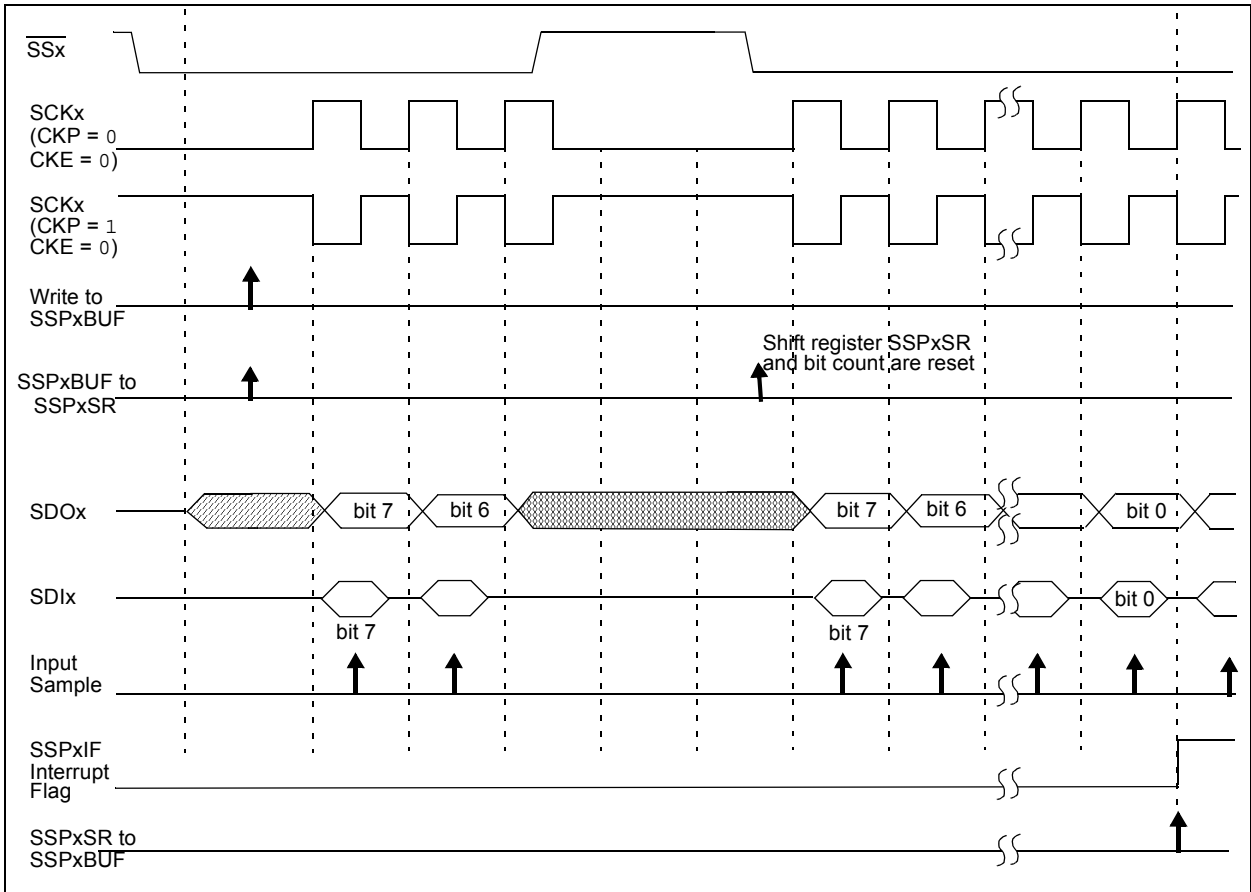 SSx
SCKx
(CKP = 0
CKE = 0)
SCKx
(CKP = 1
CKE = 0)
Write to
SSPxBUF
Shift register SSPxSR
and bit count are reset
SSPxBUF to
SSPxSR
SDOx
bit 7
bit 6
bit 7
bit 6
bit 0
SDIx
bit 0
bit 7
bit 7
Input
Sample
SSPxIF
Interrupt
Flag
SSPxSR to
SSPxBUF